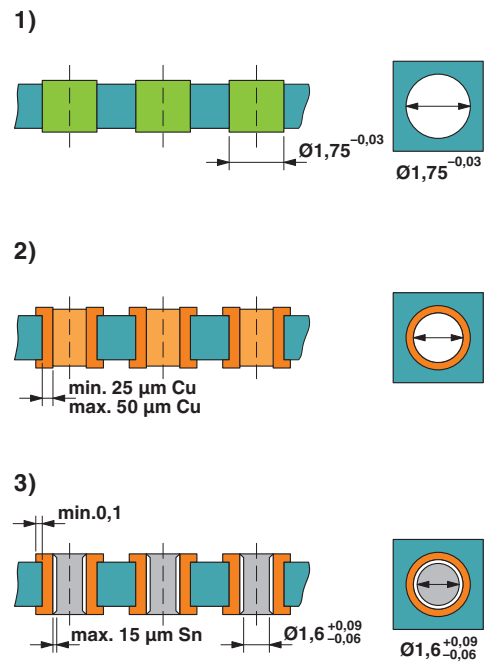 1)
Ø1,75 –0,03
Ø1,75 –0,03
2)
min. 25 µm Cu
max. 50 µm Cu
3)
min.0,1
max. 15 µm Sn
Ø1,6 +0,09 –0,06
Ø1,6 +0,09 –0,06